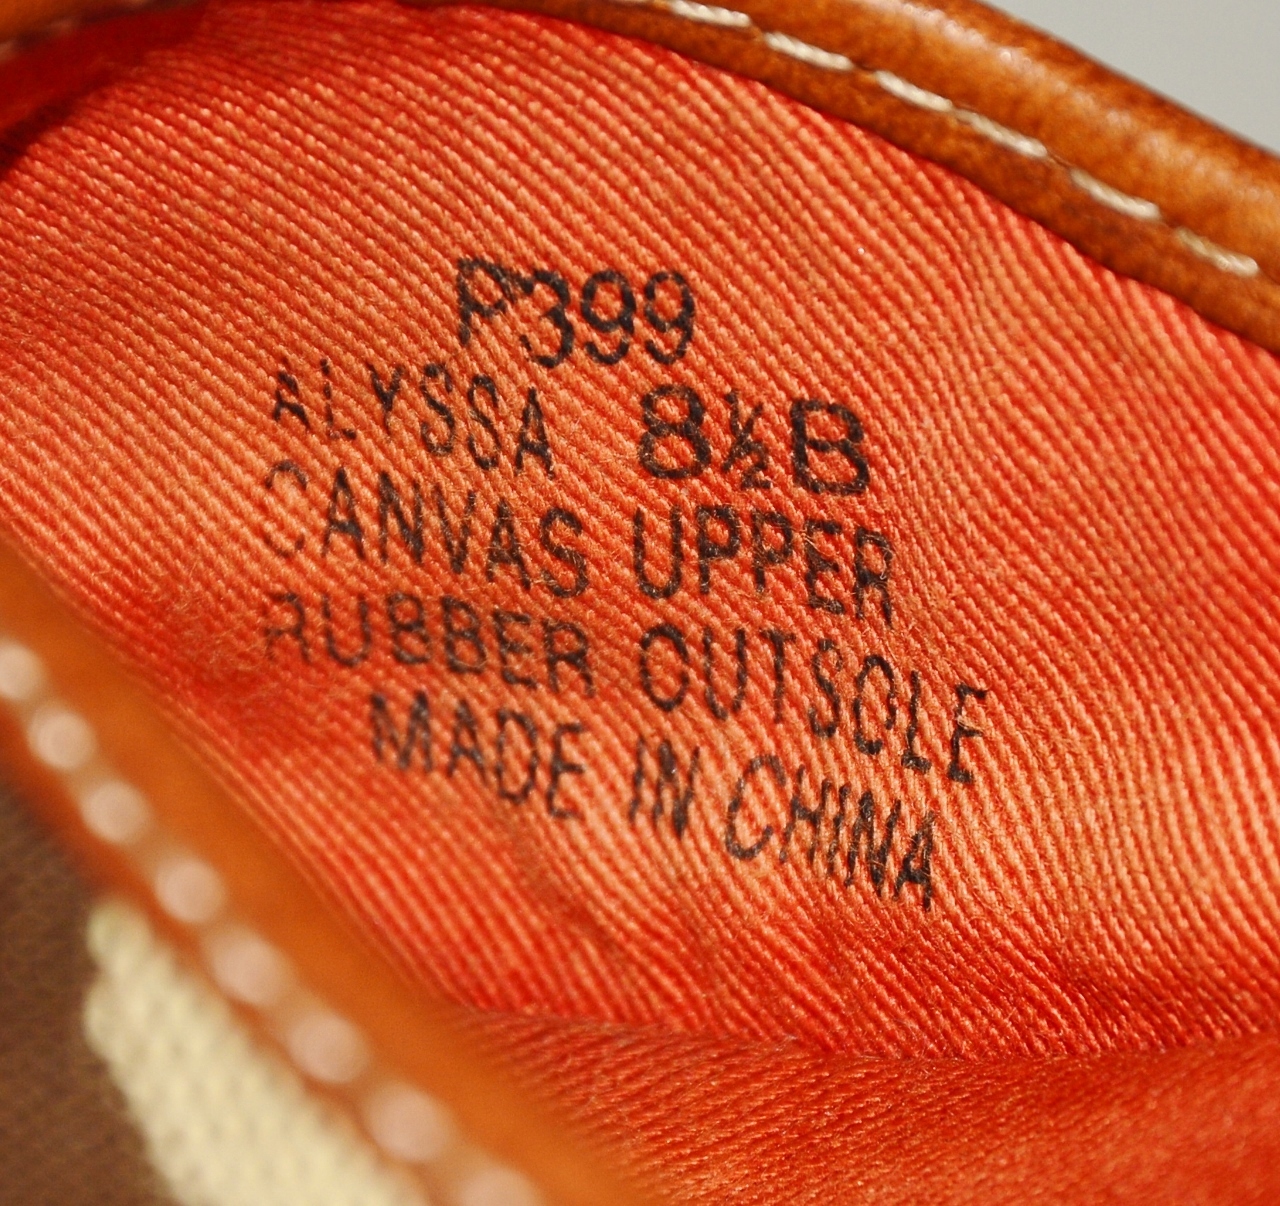 P399
ALYSSA 8½B
CANVAS UPPER
RUBBER OUTSOLE
MADE IN CHINA